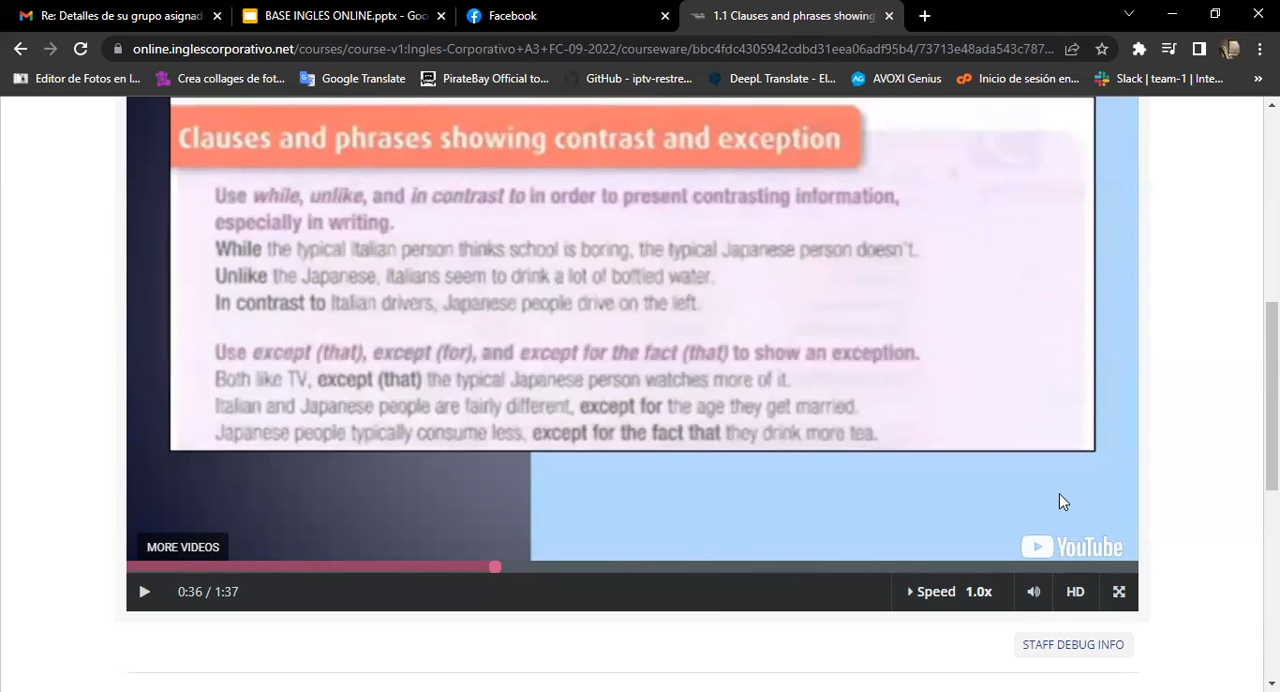 Re: Detalles de su grupo asignad
BASE INGLES ONLINE.pptx - Goo
Facebook
1.1 Clauses and phrases showing
online.inglescorporativo.net/courses/course-v1:Ingles-Corporativo+A3+FC-09-2022/courseware/bbc4fdc4305942cdbd31eea06adf95b4/73713e48ada543c787...
Editor de Fotos en l...
Crea collages de fot...
Google Translate
PirateBay Official to...
GitHub - iptv-restre...
DeepL Translate - El...
AVOXI Genius
Inicio de sesión en...
Slack | team-1 | Inte...
»
Clauses and phrases showing contrast and exception
Use while, unlike, and in contrast to in order to present contrasting information,
especially in writing.
While the typical Italian person thinks school is boring, the typical Japanese person doesn't.
Unlike the Japanese, Italians seem to drink a lot of bottled water.
In contrast to Italian drivers, Japanese people drive on the left.
Use except (that), except (for), and except for the fact (that) to show an exception.
Both like TV, except (that) the typical Japanese person watches more of it.
Italian and Japanese people are fairly different, except for the age they get married.
Japanese people typically consume less, except for the fact that they drink more tea.
MORE VIDEOS
YouTube
0:36 / 1:37
Speed 1.0x
HD
STAFF DEBUG INFO